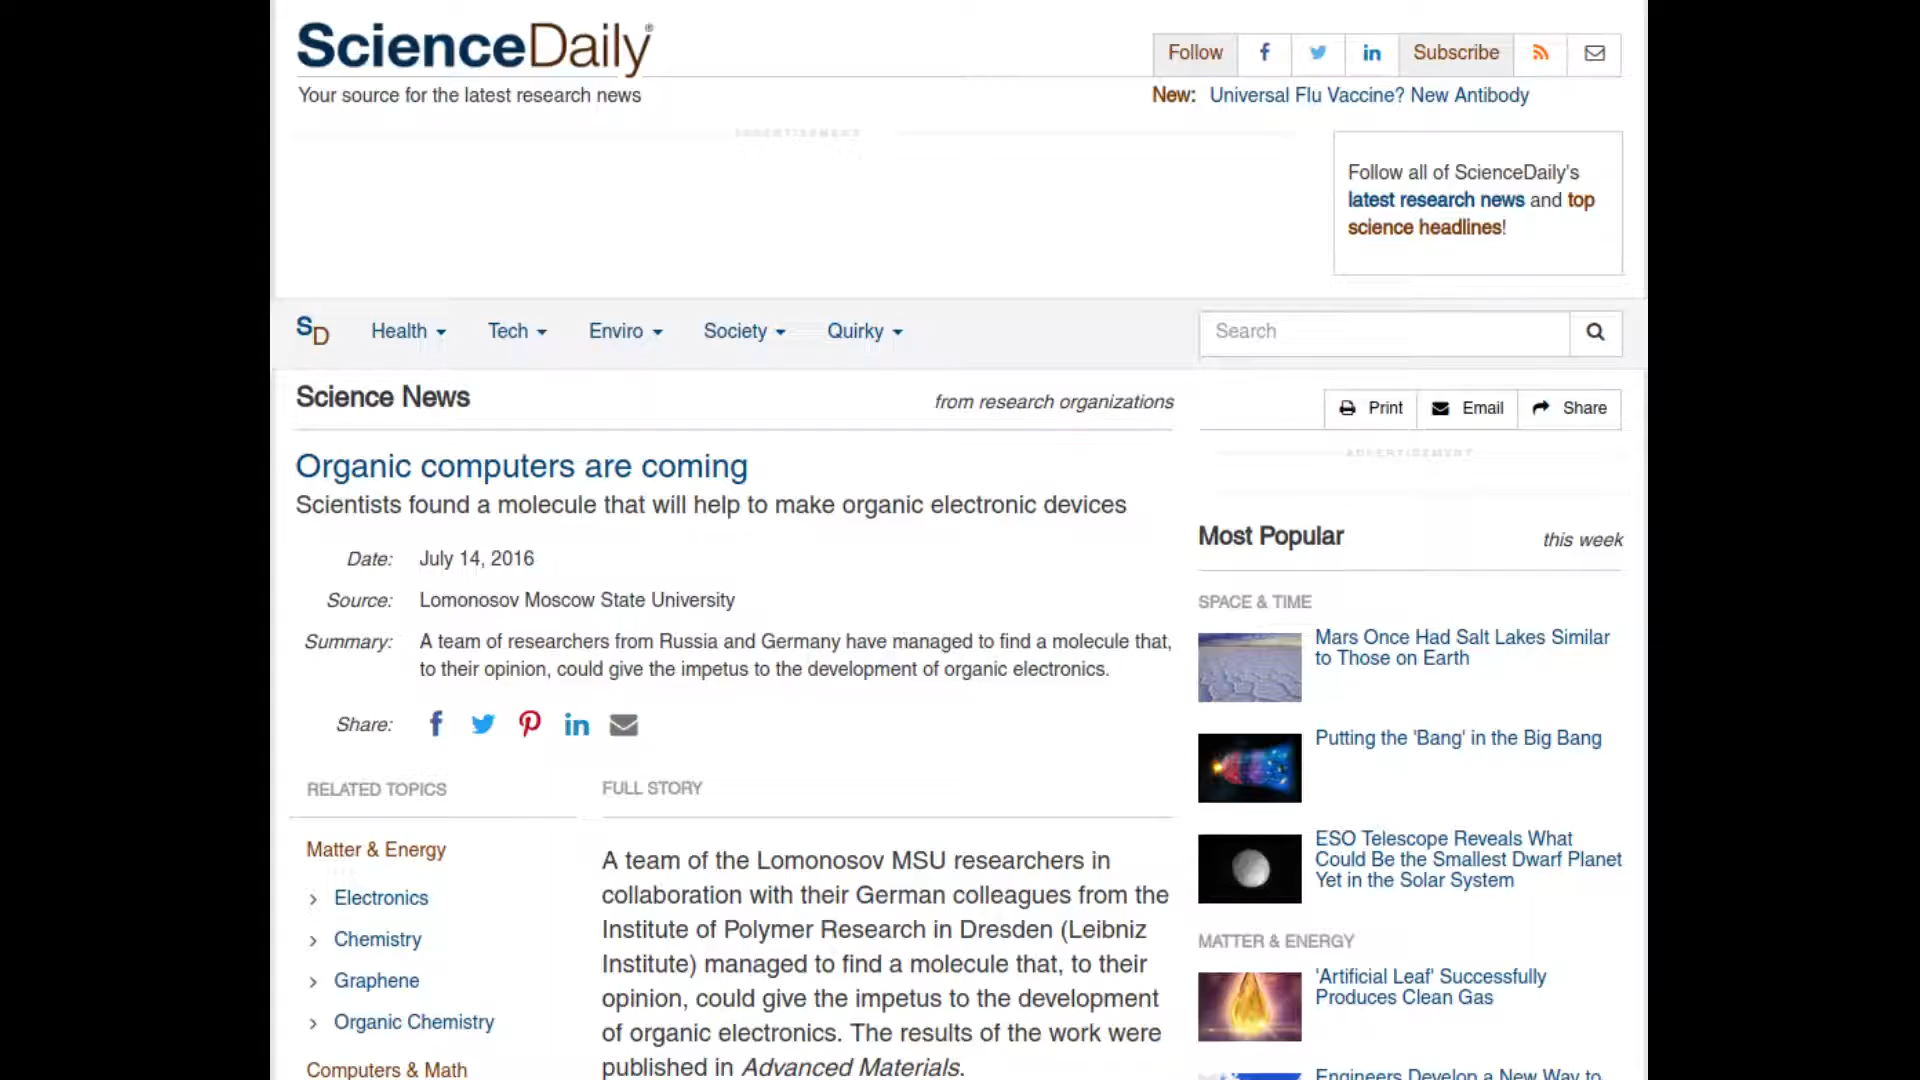 ScienceDaily®
Your source for the latest research news
Follow
Subscribe
New: Universal Flu Vaccine? New Antibody
ADVERTISEMENT
Follow all of ScienceDaily's
latest research news and top
science headlines!
SD
Health
Tech
Enviro
Society
Quirky
Search
Science News
from research organizations
Print
Email
Share
Organic computers are coming
Scientists found a molecule that will help to make organic electronic devices
Date: July 14, 2016
Source: Lomonosov Moscow State University
Summary: A team of researchers from Russia and Germany have managed to find a molecule that,
to their opinion, could give the impetus to the development of organic electronics.
Share:
RELATED TOPICS
Matter & Energy
Electronics
Chemistry
Graphene
Organic Chemistry
Computers & Math
FULL STORY
A team of the Lomonosov MSU researchers in
collaboration with their German colleagues from the
Institute of Polymer Research in Dresden (Leibniz
Institute) managed to find a molecule that, to their
opinion, could give the impetus to the development
of organic electronics. The results of the work were
published in Advanced Materials.
ADVERTISEMENT
Most Popular
this week
SPACE & TIME
Mars Once Had Salt Lakes Similar
to Those on Earth
Putting the 'Bang' in the Big Bang
ESO Telescope Reveals What
Could Be the Smallest Dwarf Planet
Yet in the Solar System
MATTER & ENERGY
'Artificial Leaf' Successfully
Produces Clean Gas
Engineers Develop a New Way to